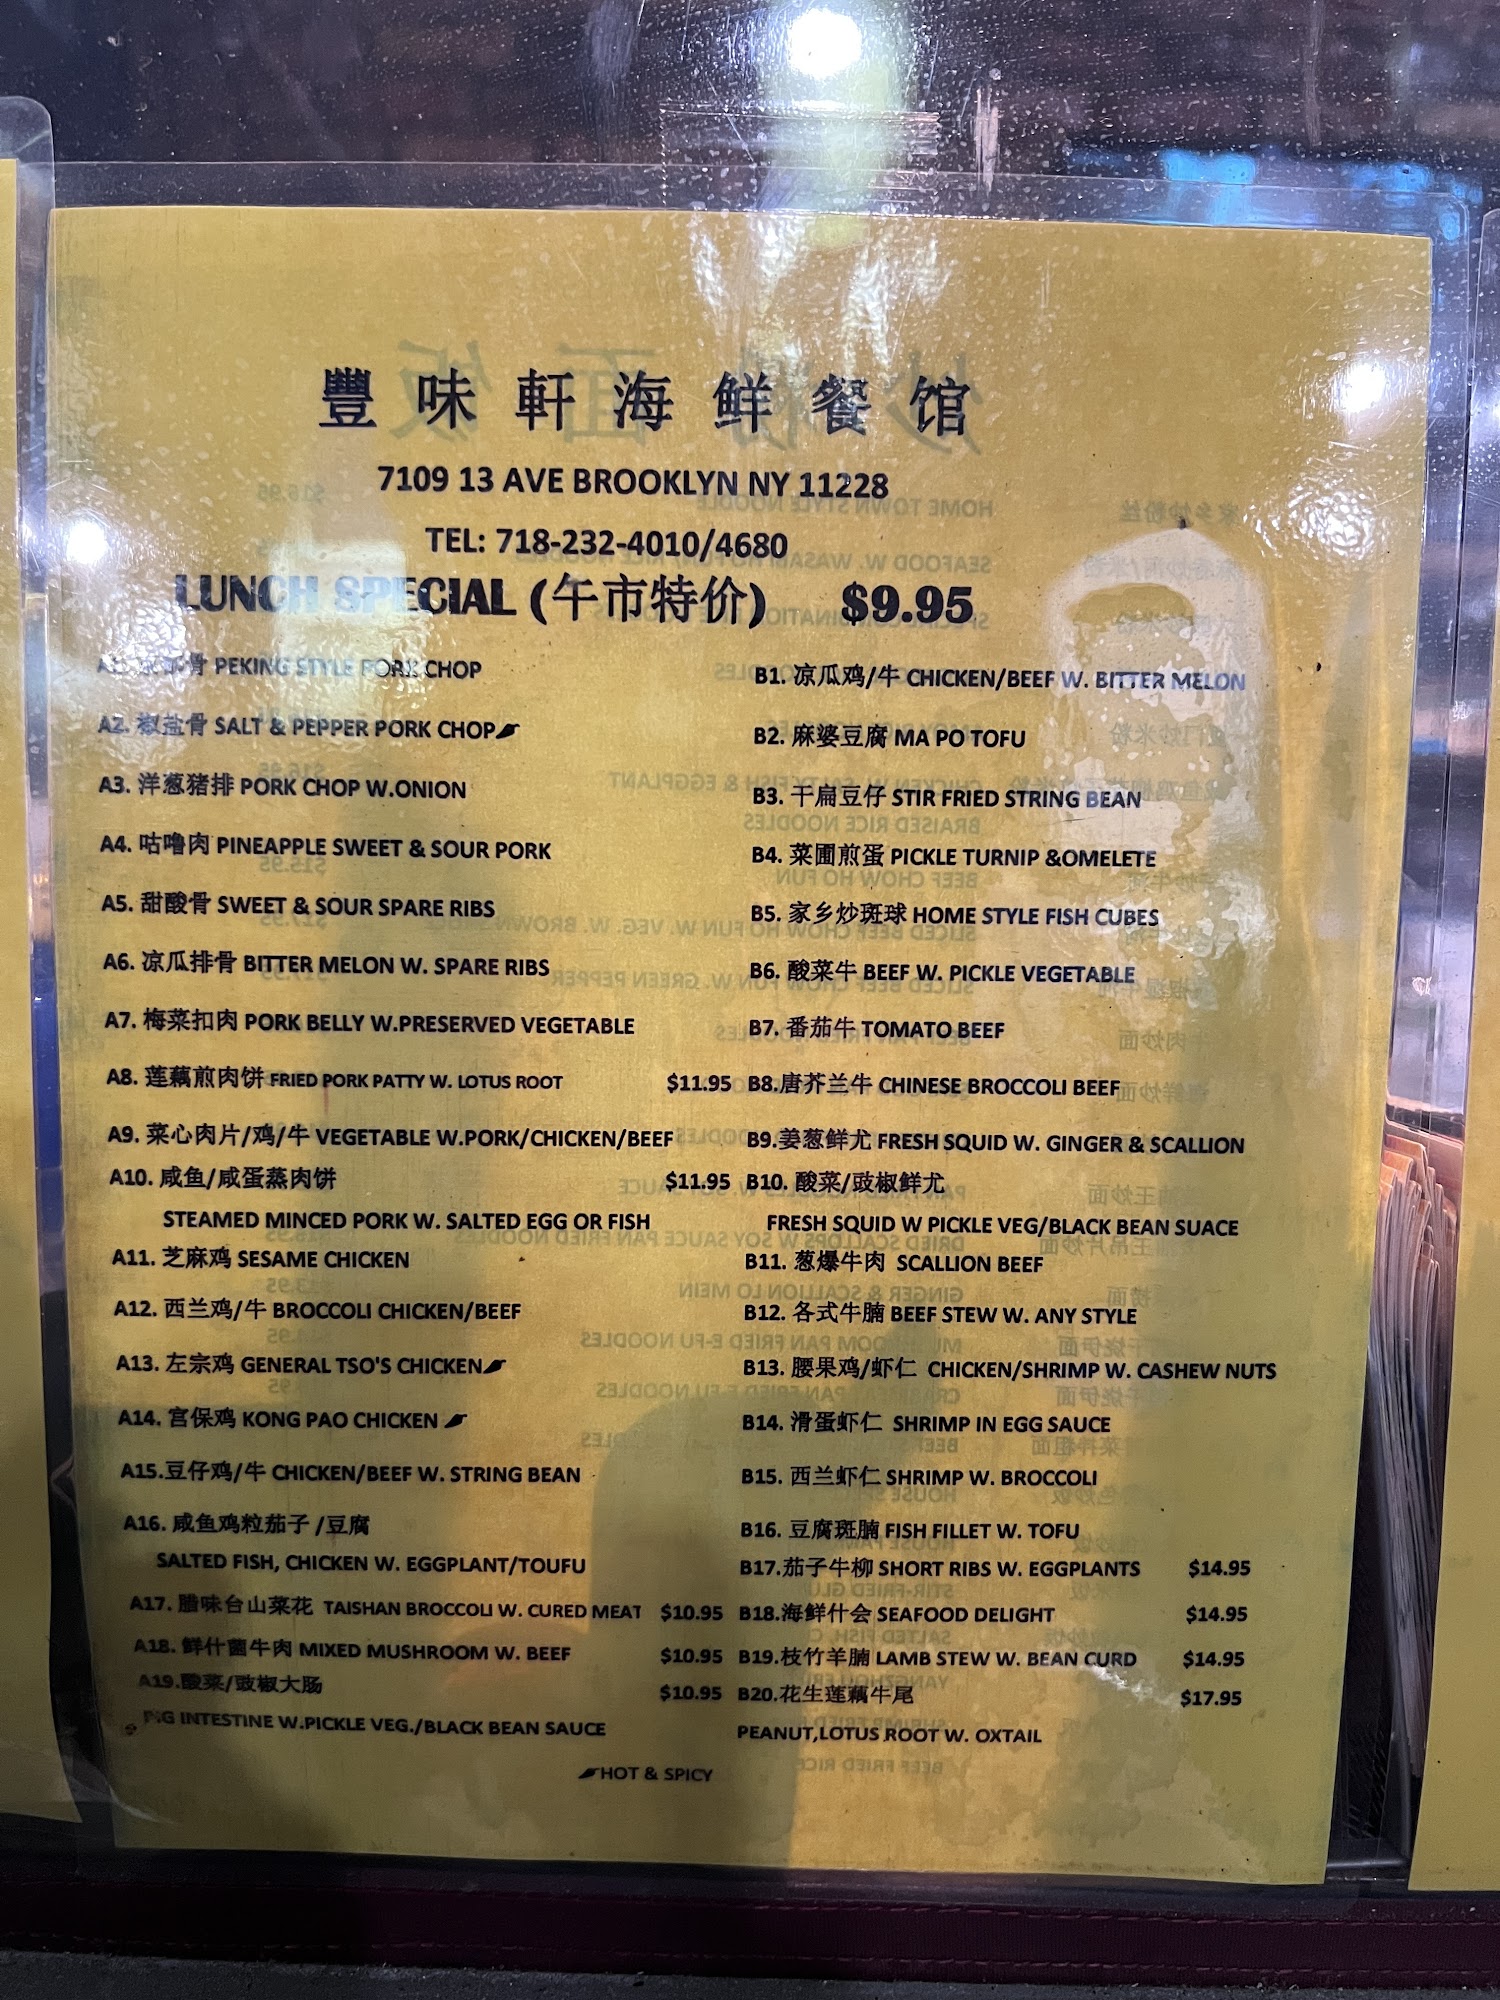 豐味軒海鲜餐馆
7109 13 AVE BROOKLYN NY 11228
TEL: 718-232-4010/4680
LUNCH SPECIAL (午市特价) $9.95
骨 PEKING STYLE PORK CHOP
A2. 椒盐骨 SALT & PEPPER PORK CHOP
A3. 洋葱猪排 PORK CHOP W.ONION
A4. 咕噜肉 PINEAPPLE SWEET & SOUR PORK
A5. 甜酸骨 SWEET & SOUR SPARE RIBS
A6. 凉瓜排骨 BITTER MELON W. SPARE RIBS
A7. 梅菜扣肉 PORK BELLY W.PRESERVED VEGETABLE
A8. 莲藕煎肉饼 FRIED PORK PATTY W. LOTUS ROOT $11.95
A9. 菜心肉片/鸡/牛 VEGETABLE W.PORK/CHICKEN/BEEF
A10. 咸鱼/咸蛋蒸肉饼 $11.95
STEAMED MINCED PORK W. SALTED EGG OR FISH
A11. 芝麻鸡 SESAME CHICKEN
A12. 西兰鸡/牛 BROCCOLI CHICKEN/BEEF
A13. 左宗鸡 GENERAL TSO'S CHICKEN
A14. 宫保鸡 KONG PAO CHICKEN
A15.豆仔鸡/牛 CHICKEN/BEEF W. STRING BEAN
A16. 咸鱼鸡粒茄子 /豆腐
SALTED FISH, CHICKEN W. EGGPLANT/TOUFU
A17. 腊味台山菜花 TAISHAN BROCCOLI W. CURED MEAT $10.95
A18. 鲜什菌牛肉 MIXED MUSHROOM W. BEEF $10.95
A19.酸菜/豉椒大肠 $10.95
PIG INTESTINE W.PICKLE VEG./BLACK BEAN SAUCE
B1. 凉瓜鸡/牛 CHICKEN/BEEF W. BITTER MELON
B2. 麻婆豆腐 MA PO TOFU
B3. 干扁豆仔 STIR FRIED STRING BEAN
B4. 菜圃煎蛋 PICKLE TURNIP &OMELETE
B5. 家乡炒斑球 HOME STYLE FISH CUBES
B6. 酸菜牛 BEEF W. PICKLE VEGETABLE
B7. 番茄牛 TOMATO BEEF
B8.唐芥兰牛 CHINESE BROCCOLI BEEF
B9.姜葱鲜尤 FRESH SQUID W. GINGER & SCALLION
B10. 酸菜/豉椒鲜尤
FRESH SQUID W PICKLE VEG/BLACK BEAN SUACE
B11. 葱爆牛肉 SCALLION BEEF
B12. 各式牛腩 BEEF STEW W. ANY STYLE
B13. 腰果鸡/虾仁 CHICKEN/SHRIMP W. CASHEW NUTS
B14. 滑蛋虾仁 SHRIMP IN EGG SAUCE
B15. 西兰虾仁 SHRIMP W. BROCCOLI
B16. 豆腐斑腩 FISH FILLET W. TOFU
B17.茄子牛柳 SHORT RIBS W. EGGPLANTS $14.95
B18.海鲜什会 SEAFOOD DELIGHT $14.95
B19.枝竹羊腩 LAMB STEW W. BEAN CURD $14.95
B20.花生莲藕牛尾 $17.95
PEANUT,LOTUS ROOT W. OXTAIL
HOT & SPICY